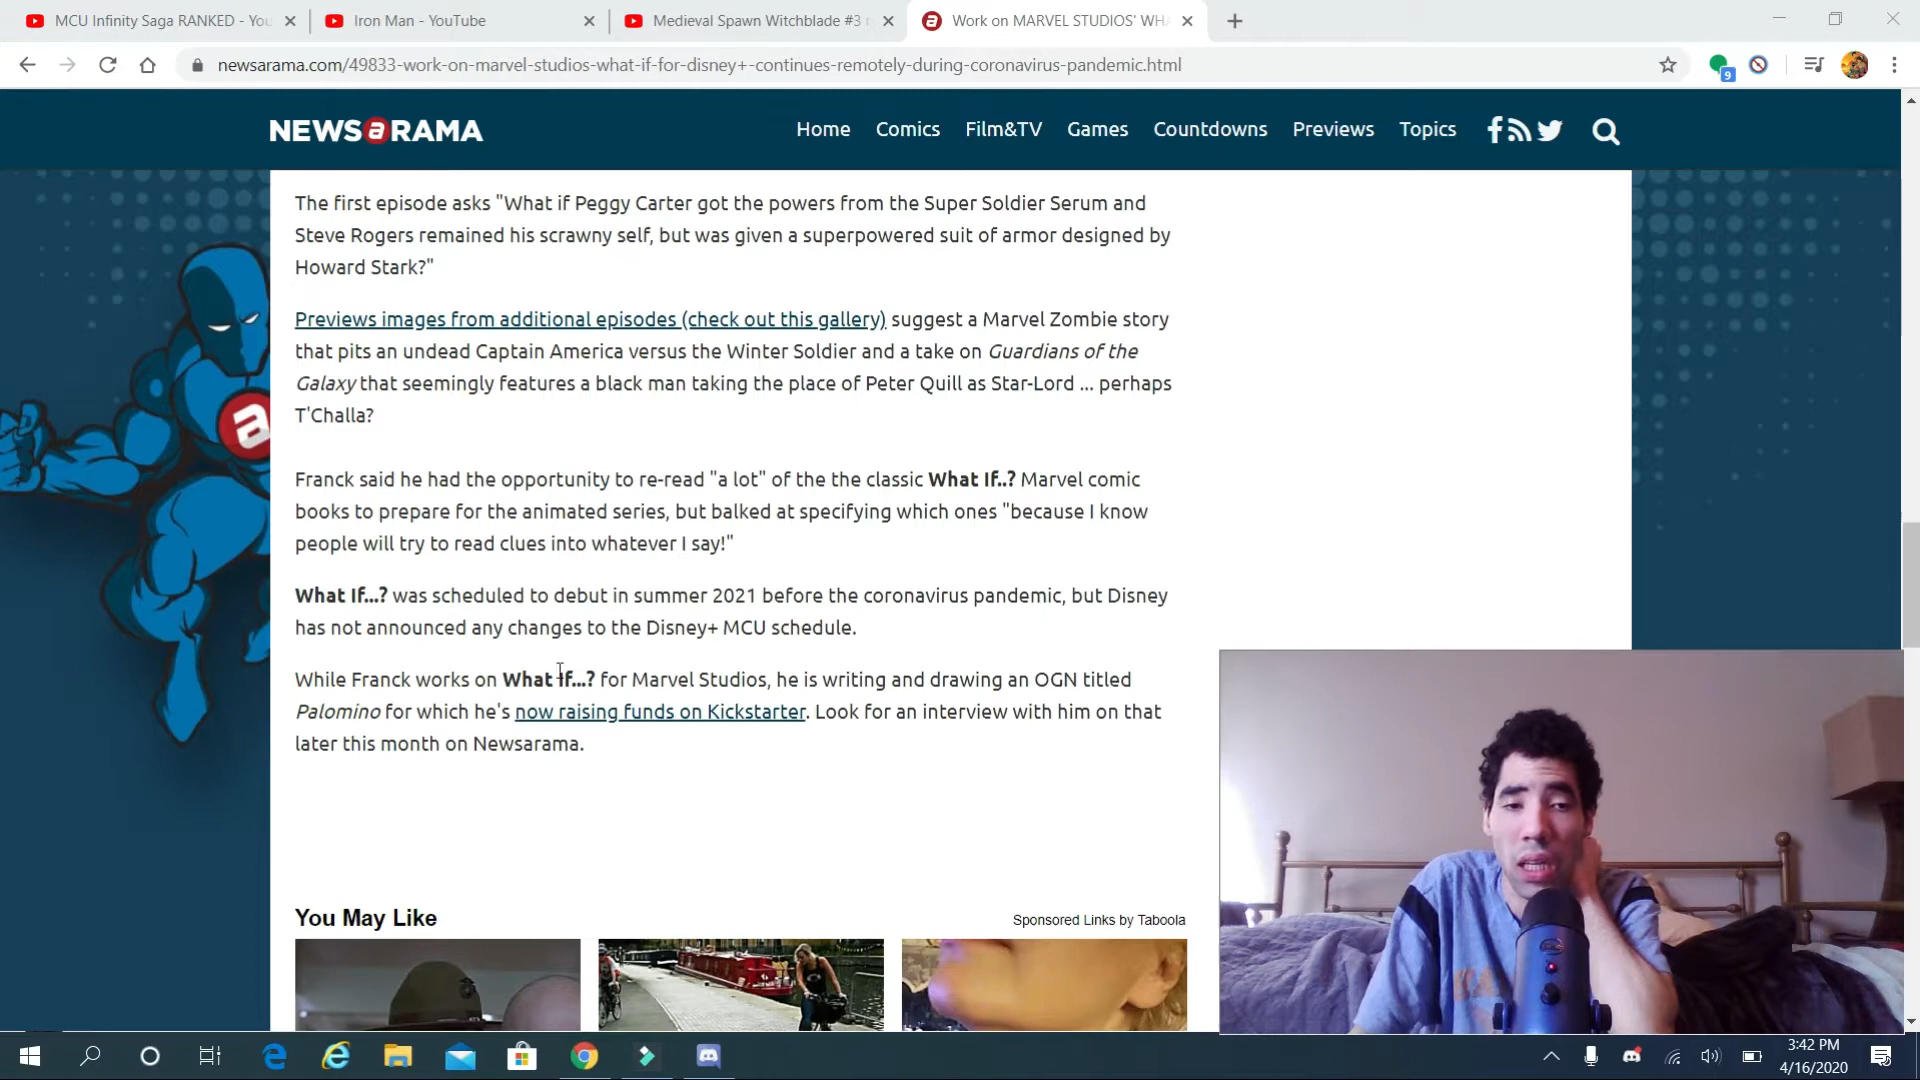 MCU Infinity Saga RANKED - You
Iron Man - YouTube
Medieval Spawn Witchblade #3
Work on MARVEL STUDIOS' WH
newsarama.com/49833-work-on-marvel-studios-what-if-for-disney+-continues-remotely-during-coronavirus-pandemic.html
9
NEWSaRAMA
Home Comics Film&TV Games Countdowns Previews Topics
The first episode asks "What if Peggy Carter got the powers from the Super Soldier Serum and
Steve Rogers remained his scrawny self, but was given a superpowered suit of armor designed by
Howard Stark?"
Previews images from additional episodes (check out this gallery) suggest a Marvel Zombie story
that pits an undead Captain America versus the Winter Soldier and a take on Guardians of the
Galaxy that seemingly features a black man taking the place of Peter Quill as Star-Lord ... perhaps
T'Challa?
Franck said he had the opportunity to re-read "a lot" of the the classic What If..? Marvel comic
books to prepare for the animated series, but balked at specifying which ones "because I know
people will try to read clues into whatever I say!"
What If...? was scheduled to debut in summer 2021 before the coronavirus pandemic, but Disney
has not announced any changes to the Disney+ MCU schedule.
While Franck works on What If...? for Marvel Studios, he is writing and drawing an OGN titled
Palomino for which he's now raising funds on Kickstarter. Look for an interview with him on that
later this month on Newsarama.
You May Like
Sponsored Links by Taboola
3:42 PM
4/16/2020